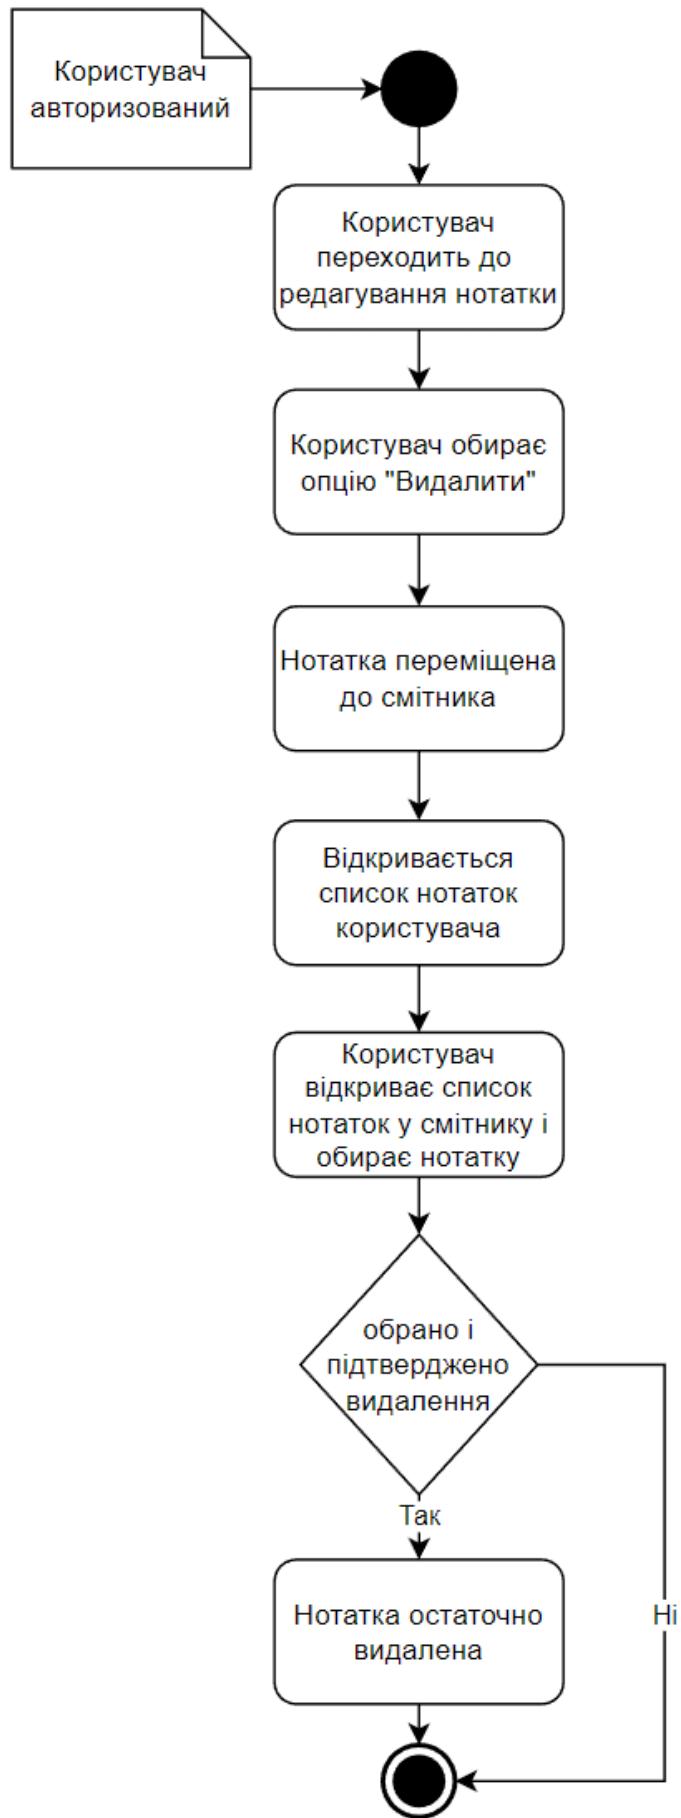 Користувач
авторизований
Користувач
переходить до
редагування нотатки
Користувач обирає
опцію "Видалити"
Нотатка переміщена
до смітника
Відкривається
список нотаток
користувача
Користувач
відкриває список
нотаток у смітнику і
обирає нотатку
обрано і
підтверджено
видалення
Так
Нотатка остаточно
видалена
Ні